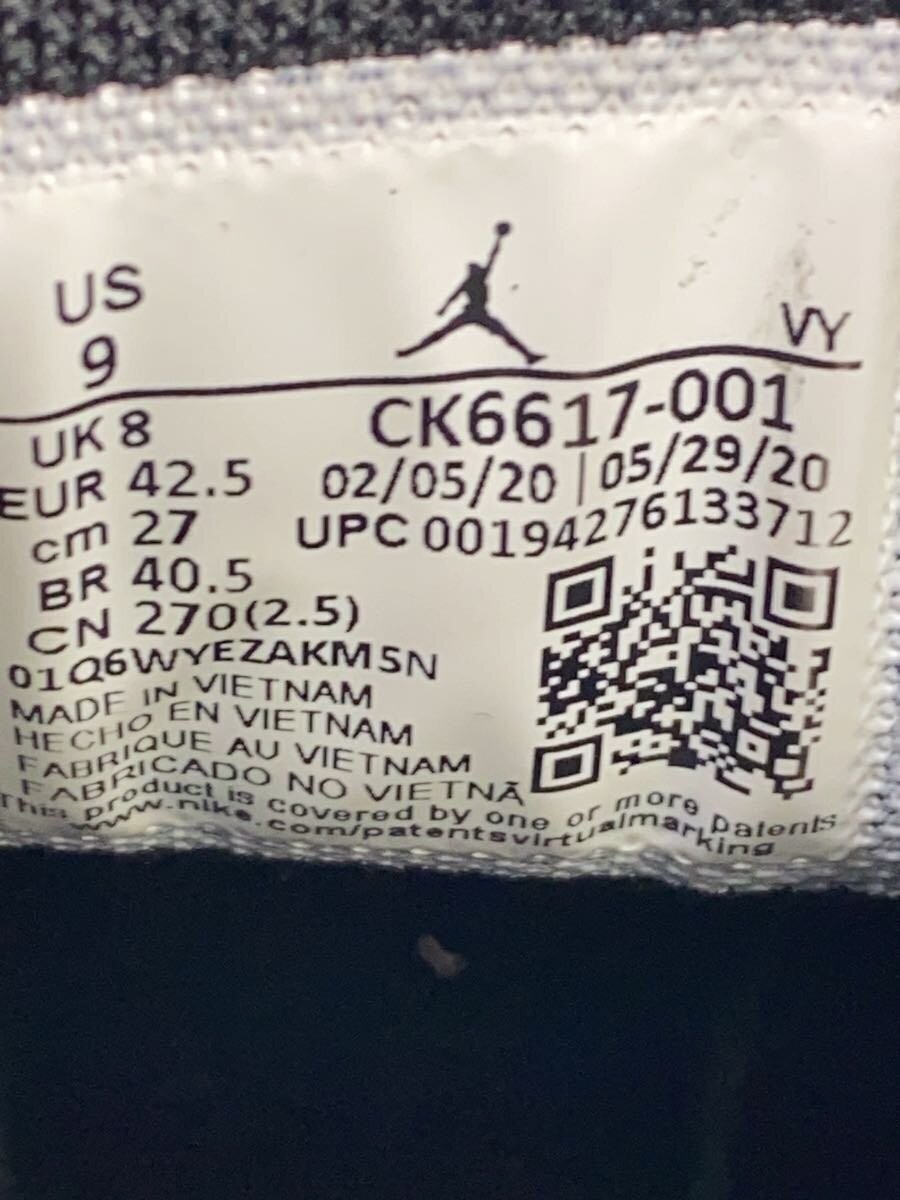 US
9
VY
UK 8
EUR 42.5
cm 27
BR 40.5
CN 270(2.5)
CK6617-001
02/05/20 | 05/29/20
UPC 00194276133712
01Q6WYEZAKM5N
MADE IN VIETNAM
HECHO EN VIETNAM
FABRIQUE AU VIETNAM
FABRICADO NO VIETNÃ
This product is covered by one or more patents
www.nike.com/patentsvirtualmarking